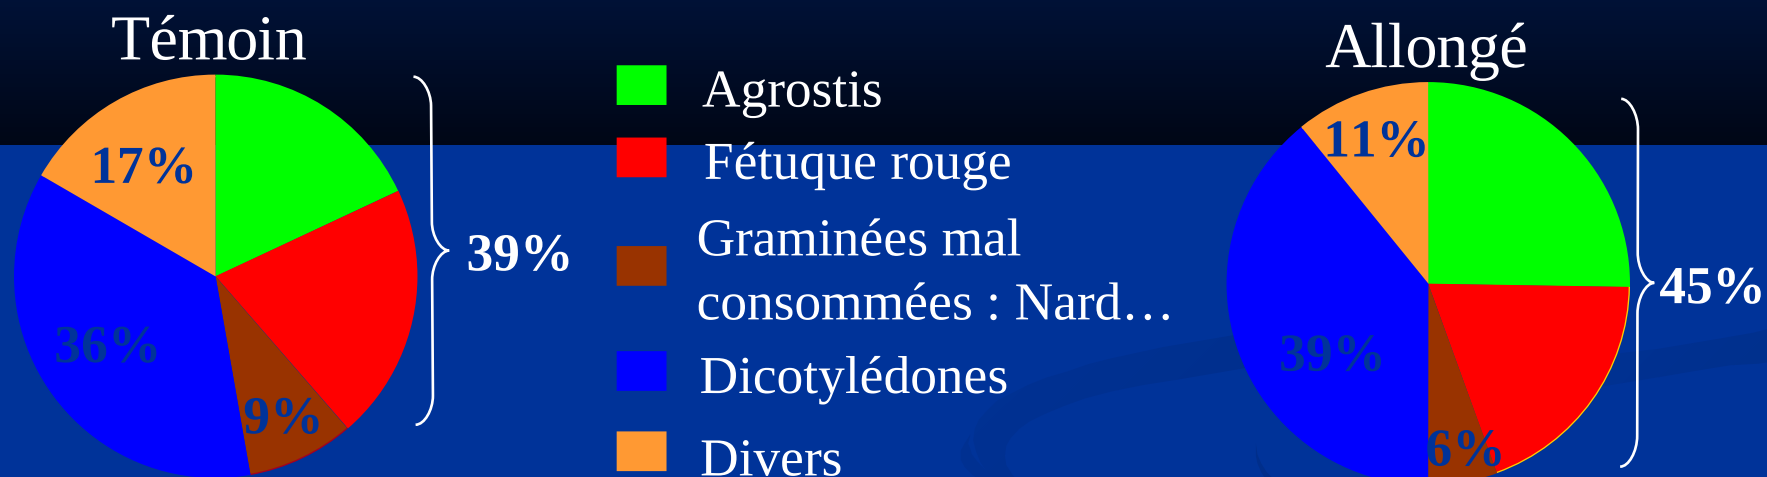 Témoin
17%
36%
9%
39%
Agrostis
Fétuque rouge
Graminées mal
consommées : Nard…
Dicotylédones
Divers
Allongé
11%
39%
6%
45%